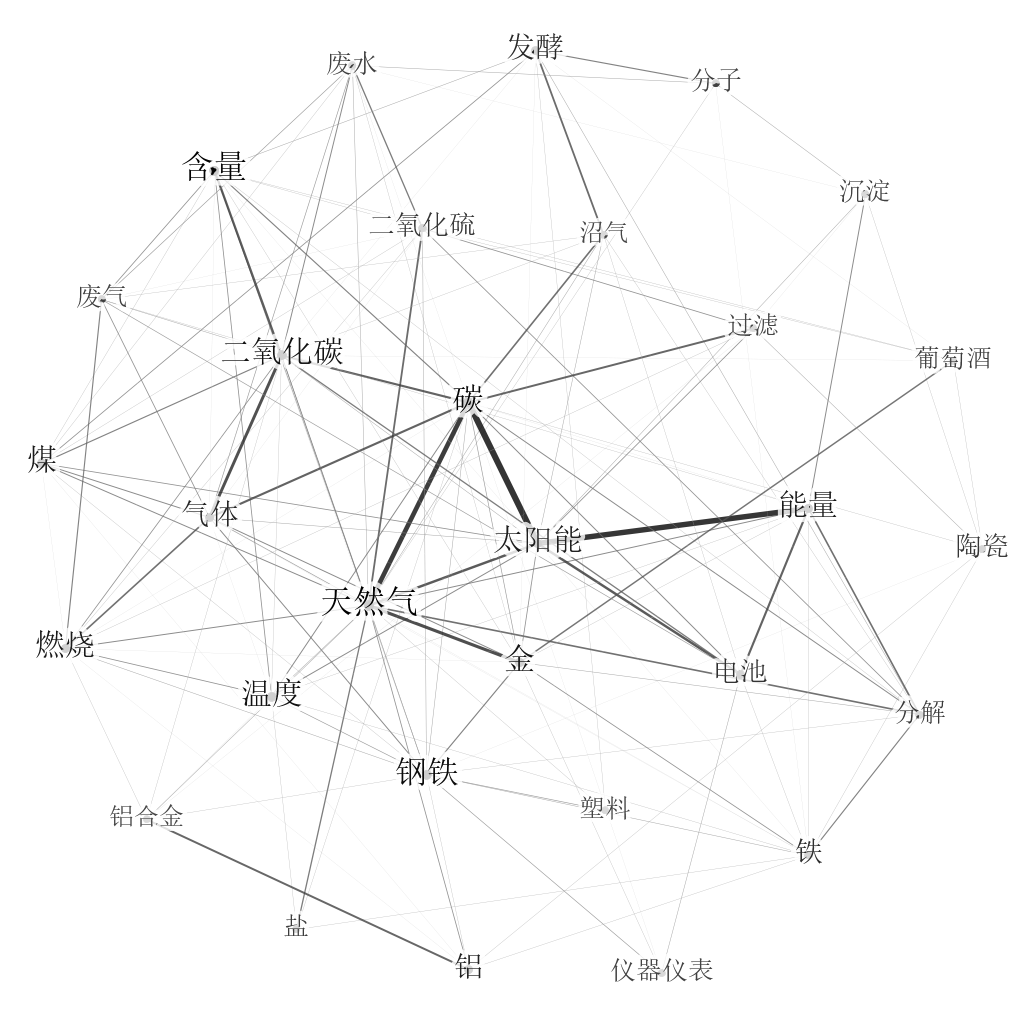 发酵
废水
分子
含量
沉淀
二氧化硫
沼气
废气
过滤
二氧化碳
葡萄酒
碳
煤
能量
气体
太阳能
陶瓷
天然气
燃烧
金
电池
温度
分解
钢铁
塑料
铝合金
铁
盐
铝
仪器仪表